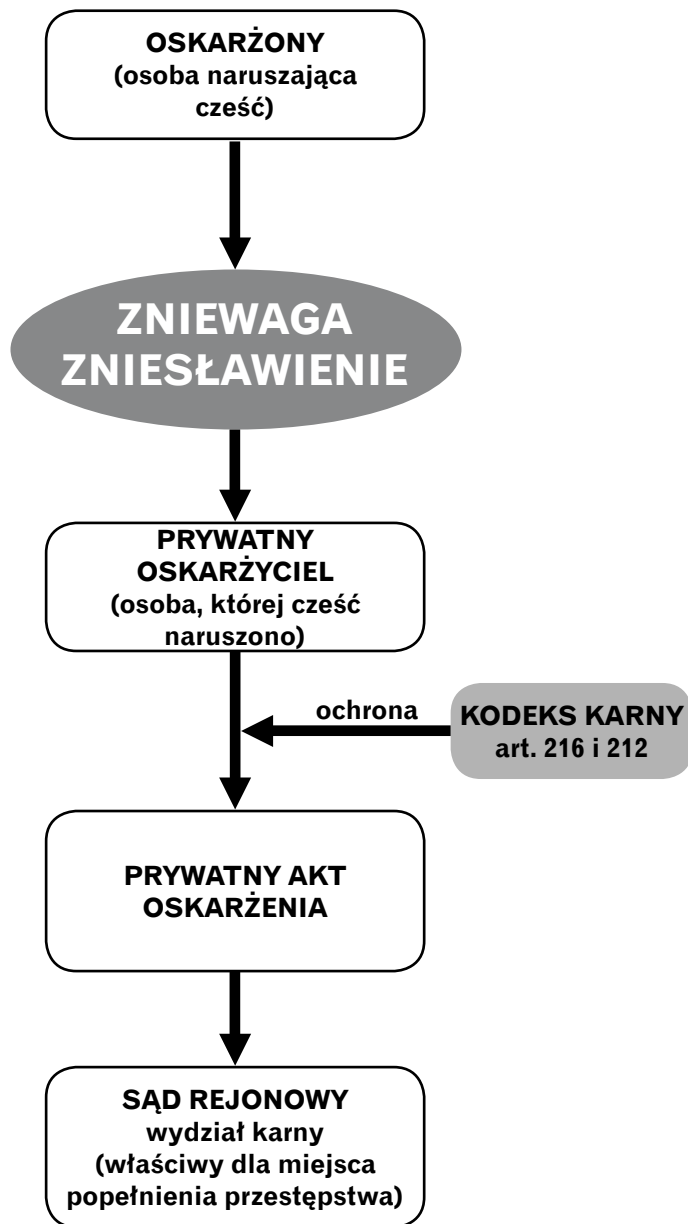 OSKARŻONY
(osoba naruszająca
cześć)
ZNIEWAGA
ZNIESŁAWIENIE
PRYWATNY
OSKARŻYCIEL
(osoba, której cześć
naruszono)
ochrona
KODEKS KARNY
art. 216 i 212
PRYWATNY AKT
OSKARŻENIA
SĄD REJONOWY
wydział karny
(właściwy dla miejsca
popełnienia przestępstwa)